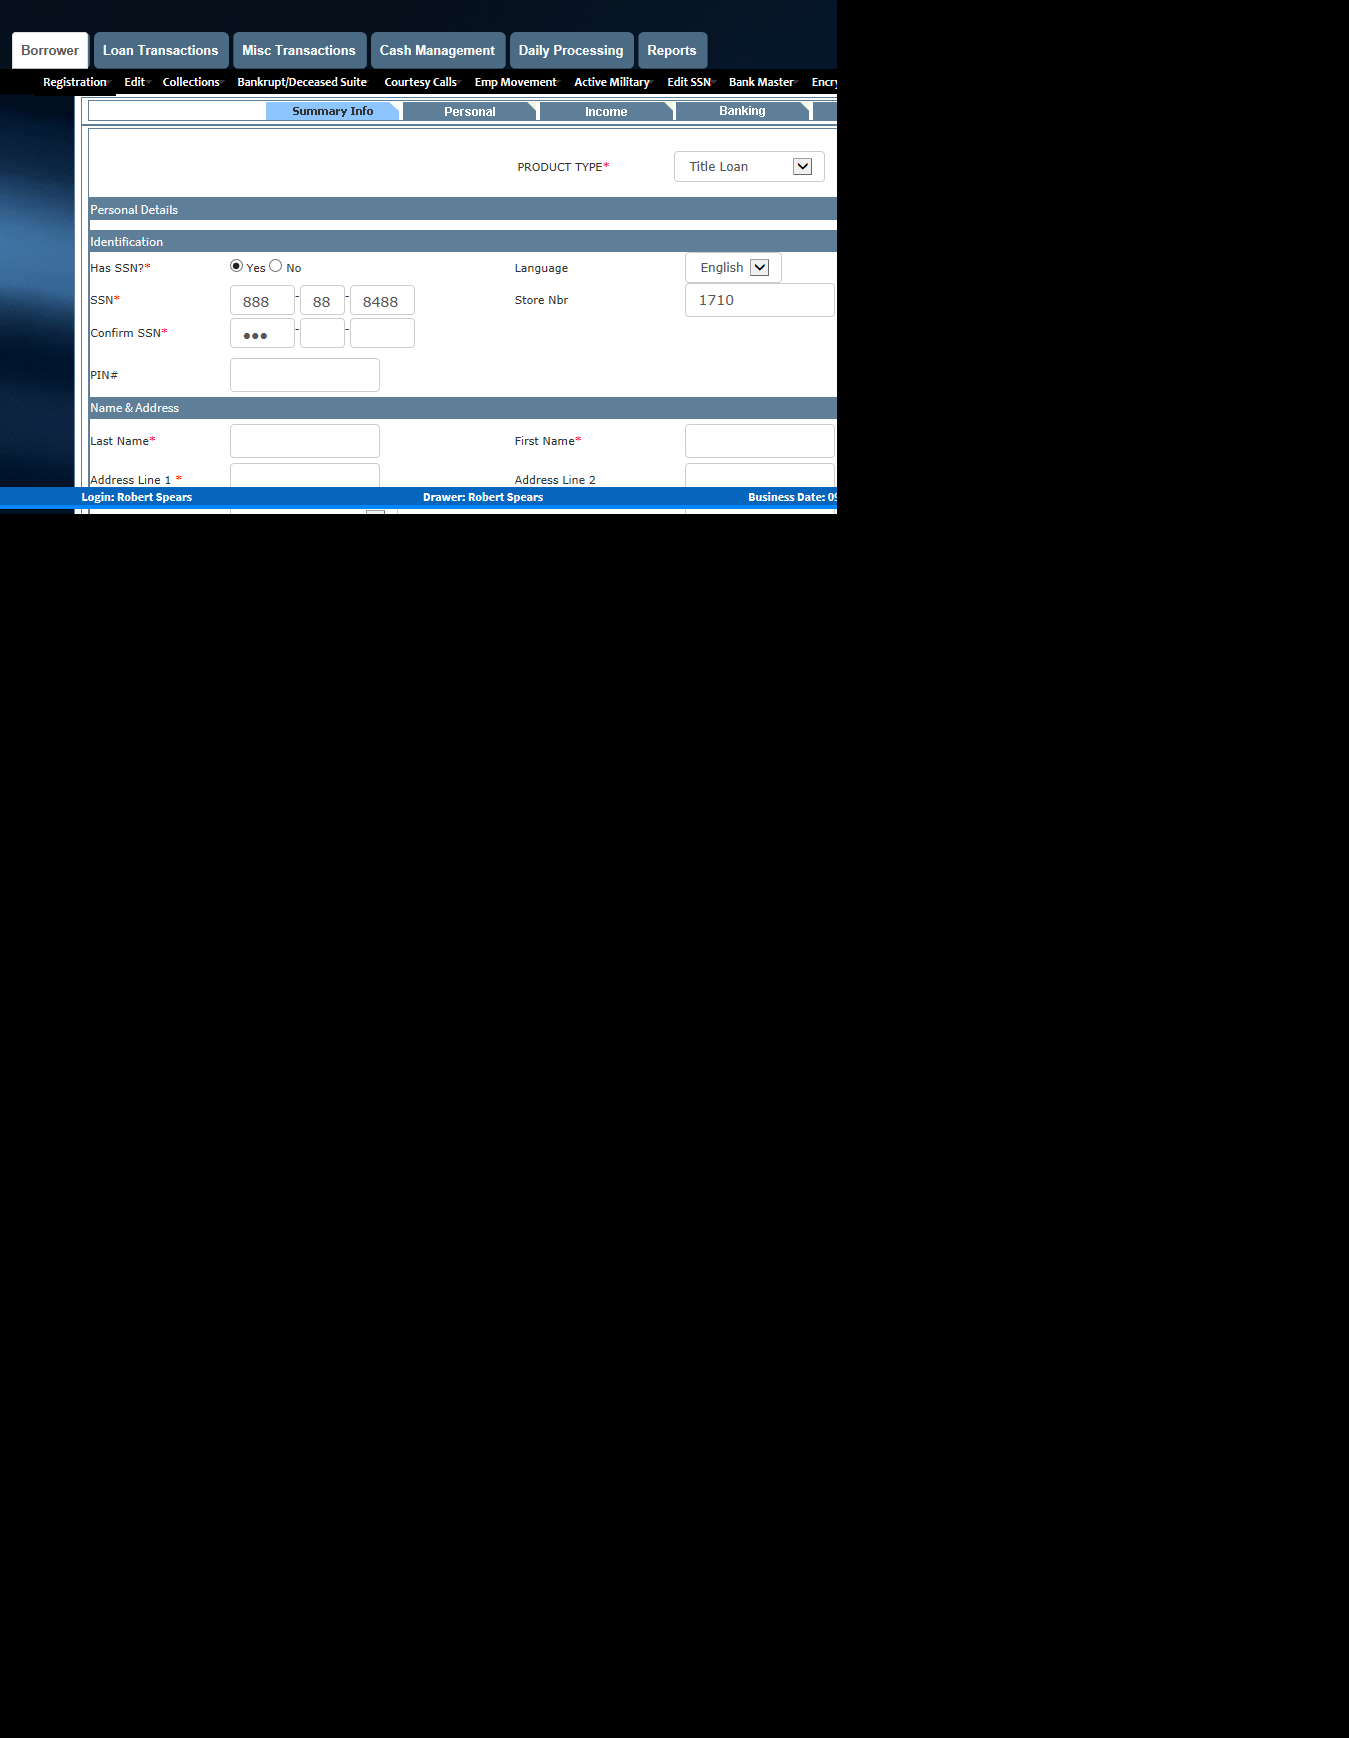 Borrower Loan Transactions Misc Transactions Cash Management Daily Processing Reports
Registration Edit Collections Bankrupt/Deceased Suite Courtesy Calls Emp Movement Active Military Edit SSN Bank Master Encry
Summary Info Personal Income Banking
PRODUCT TYPE* Title Loan
Personal Details
Identification
Has SSN?* Yes No Language English
SSN* 888 - 88 - 8488 Store Nbr 1710
Confirm SSN* ●●● - -
PIN#
Name & Address
Last Name* First Name*
Address Line 1 * Address Line 2
Login: Robert Spears Drawer: Robert Spears Business Date: 09